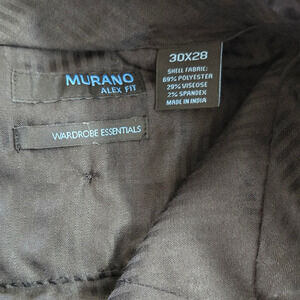 MURANO
ALEX FIT
WARDROBE ESSENTIALS
30X28
SHELL FABRIC:
69% POLYESTER
29% VISCOSE
2% SPANDEX
MADE IN INDIA